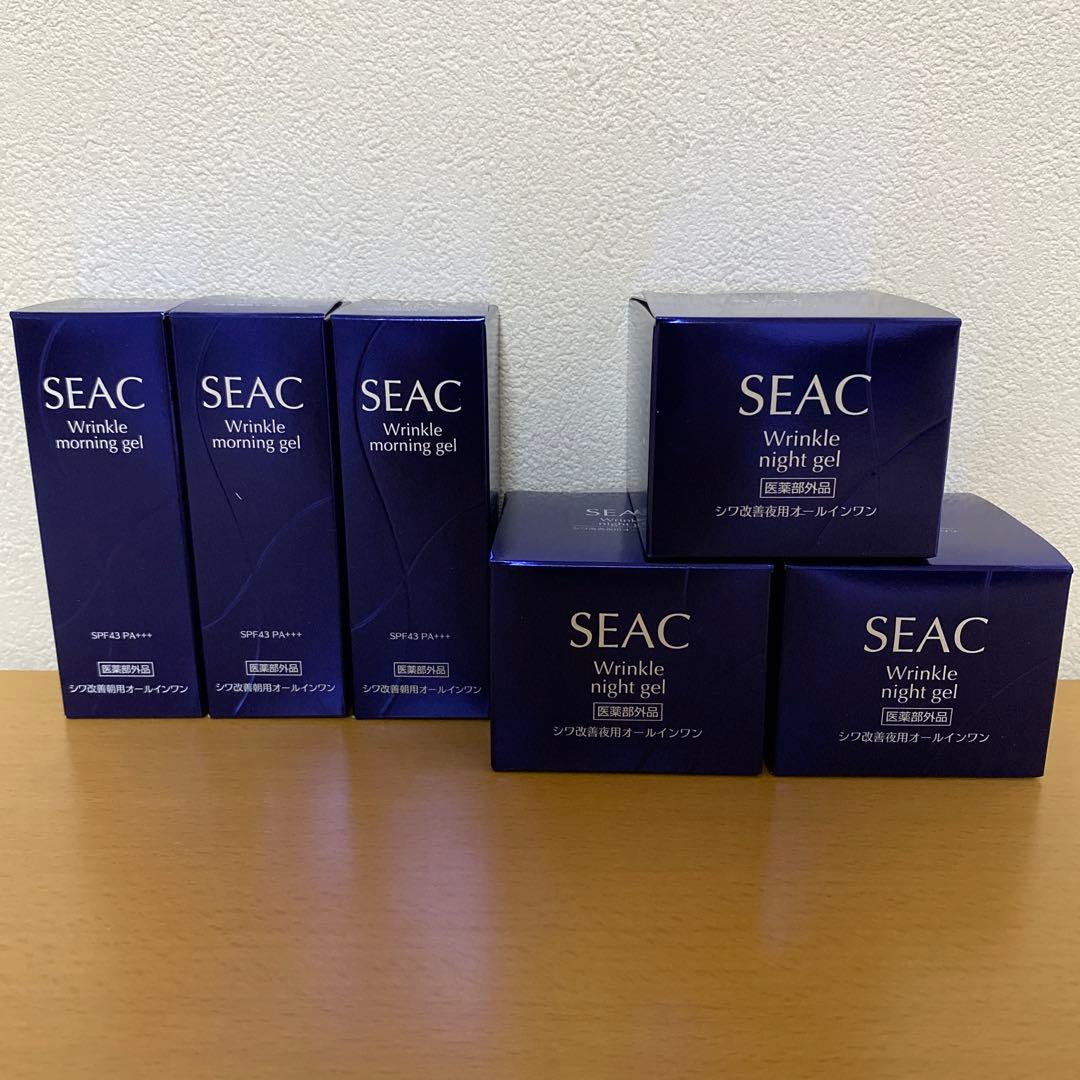 SEAC
Wrinkle
morning gel
SPF43 PA+++
医薬部外品
シワ改善朝用オールインワン
SEAC
Wrinkle
morning gel
SPF43 PA+++
医薬部外品
シワ改善朝用オールインワン
SEAC
Wrinkle
morning gel
SPF43 PA+++
医薬部外品
シワ改善朝用オールインワン
SEAC
Wrinkle
night gel
医薬部外品
シワ改善夜用オールインワン
SEAC
Wrinkle
night gel
医薬部外品
シワ改善夜用オールインワン
SEAC
Wrinkle
night gel
医薬部外品
シワ改善夜用オールインワン